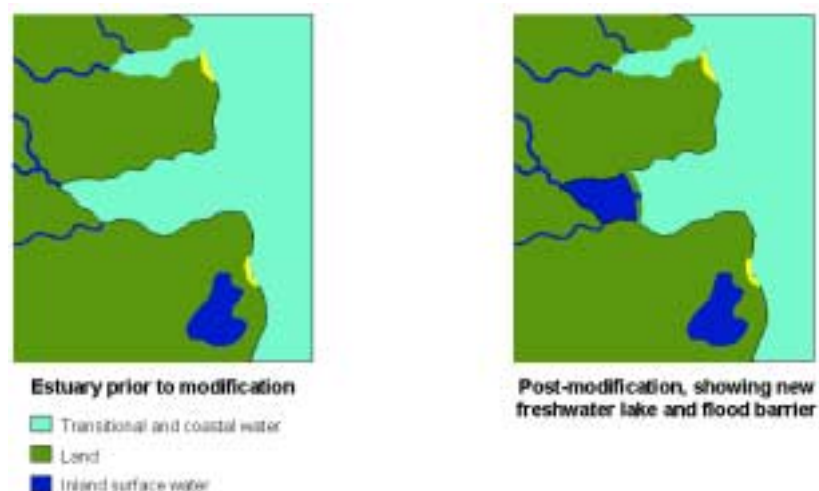 Estuary prior to modification
Transitional and coastal water
Land
Inland surface water
Post-modification, showing new
freshwater lake and flood barrier